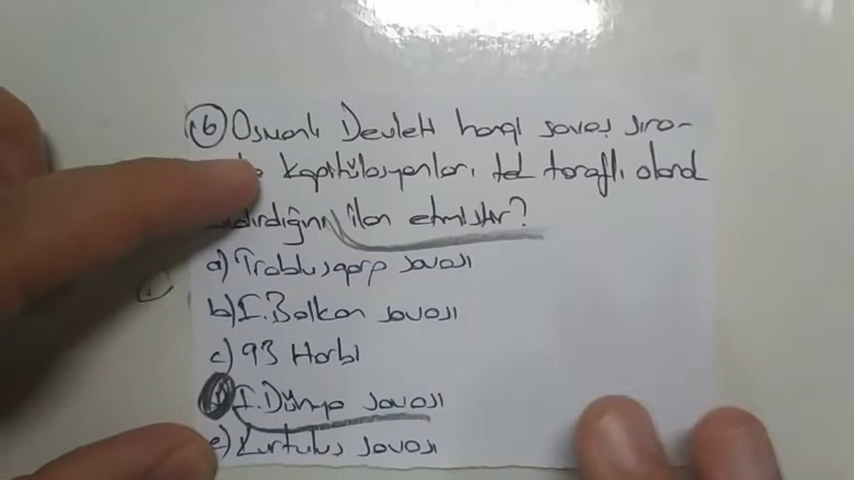 16 Osmanlı Devleti hangi savaş sıra-
kapitülasyonları tek taraflı olarak
kaldırdığını ilan etmiştir?
a) Trablusgarp savaşı
b) I. Balkan savaşı
c) 93 Harbi
I. Dünya savaşı
e) Kurtuluş savaşı